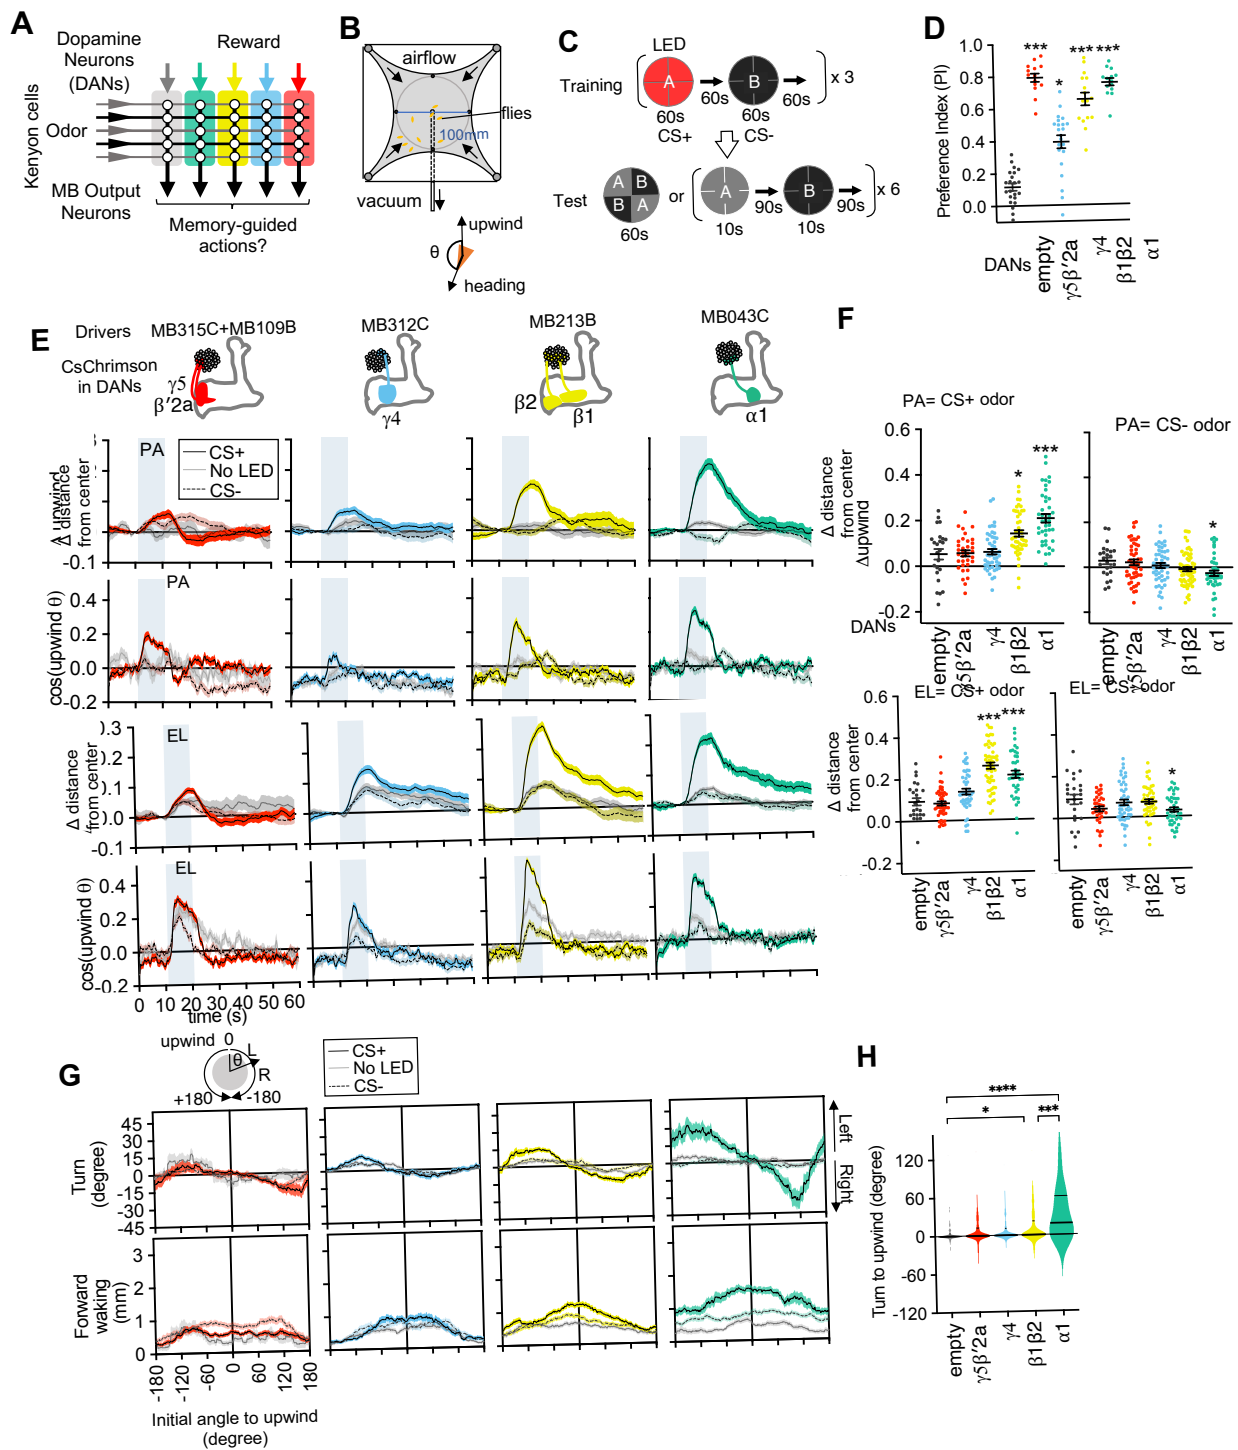 A
Dopamine
Neurons
(DANs)
Reward
Kenyon cells
Odor
MB Output
Neurons
Memory-guided
actions?
B
airflow
flies
100mm
vacuum
upwind
θ
heading
C
LED
Training
A
B
x 3
60s
60s
60s
60s
CS+
CS-
Test
A B
B A
or
A
B
x 6
90s
90s
60s
10s
10s
D
Preference Index (PI)
1.0
0.8
0.6
0.4
0.2
0.0
***
*
***
***
DANs
empty
γ5β′2a
γ4
β1β2
α1
E
Drivers
MB315C+MB109B
MB312C
MB213B
MB043C
CsChrimson
in DANs
γ5
β′2a
γ4
β2
β1
α1
PA
CS+
No LED
CS-
Δ upwind
Δ distance
from center
-0.1
PA
cos(upwind θ)
0.4
0.2
0.0
-0.2
EL
Δ distance
from center
0.3
0.2
0.1
0.0
-0.1
EL
cos(upwind θ)
0.4
0.2
0.0
-0.2
0 10 20 30 40 50 60
time (s)
F
PA= CS+ odor
PA= CS- odor
Δ distance
from center
Δupwind
0.6
0.4
0.2
0.0
-0.2
*
***
*
DANs
empty
γ5β′2a
γ4
β1β2
α1
empty
γ5β′2a
γ4
β1β2
α1
EL= CS+ odor
EL= CS- odor
Δ distance
from center
0.6
0.4
0.2
0.0
-0.2
***
***
*
empty
γ5β′2a
γ4
β1β2
α1
empty
γ5β′2a
γ4
β1β2
α1
G
upwind 0
θ
L
R
+180
-180
CS+
No LED
CS-
Turn
(degree)
45
30
15
0
-15
-30
-45
Left
Right
Forward
waking
(mm)
3
2
1
0
-180
-120
-60
0
60
120
180
Initial angle to upwind
(degree)
H
****
*
***
Turn to upwind (degree)
120
60
0
-60
-120
empty
γ5β′2a
γ4
β1β2
α1